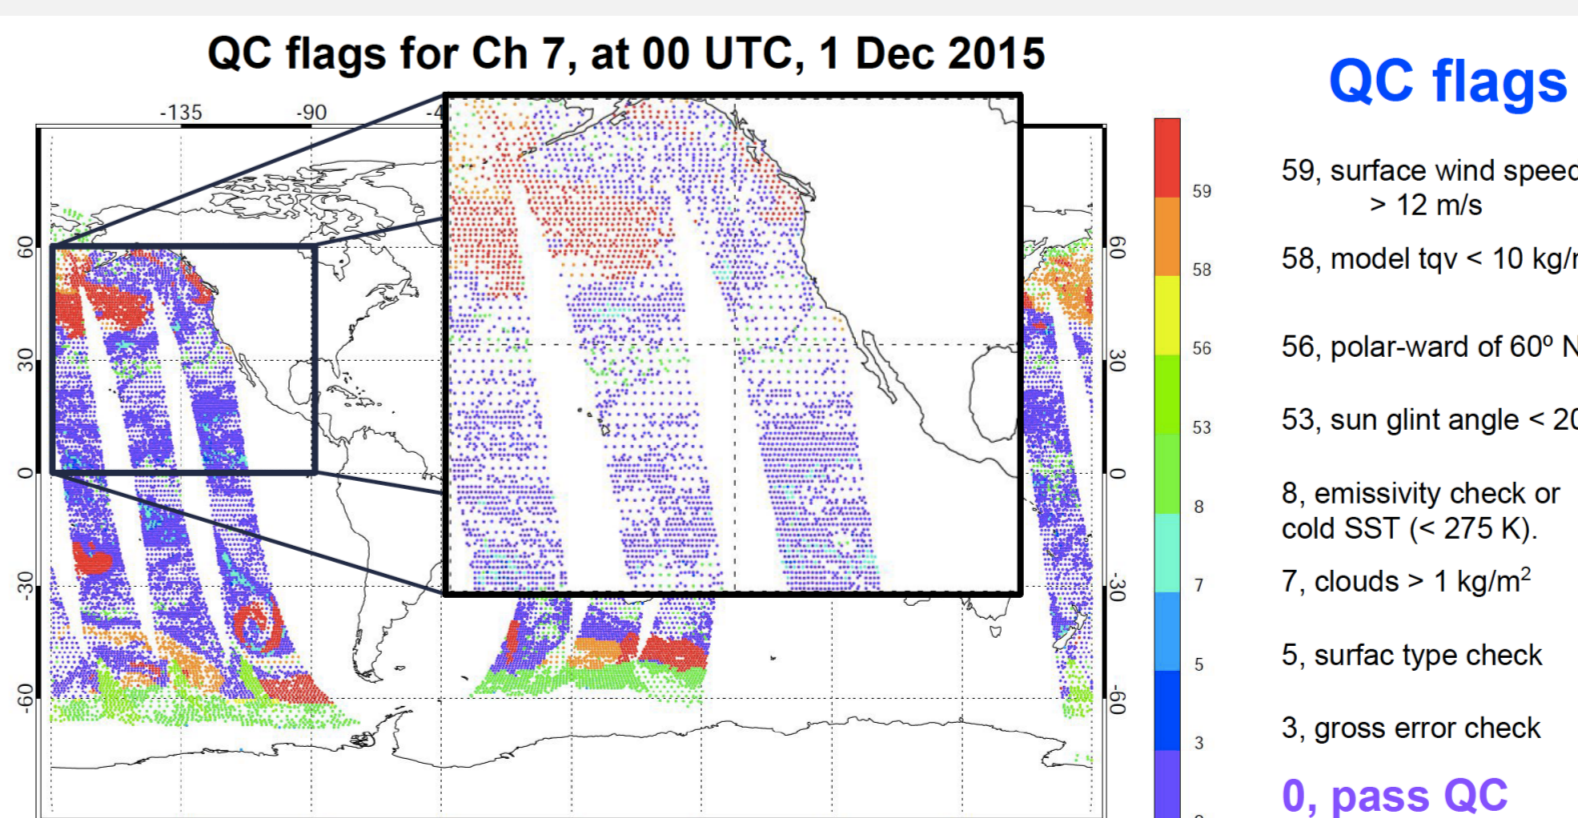 QC flags for Ch 7, at 00 UTC, 1 Dec 2015
QC flags
-135 -90
60
30
0
-30
-60
60
30
0
-30
-60
59
58
56
53
8
7
5
3
59, surface wind speed
> 12 m/s
58, model tqv < 10
56, polar-ward of 60º N
53, sun glint angle < 20
8, emissivity check or
cold SST (< 275 K).
7, clouds > 1 kg/m²
5, surfac type check
3, gross error check
0, pass QC